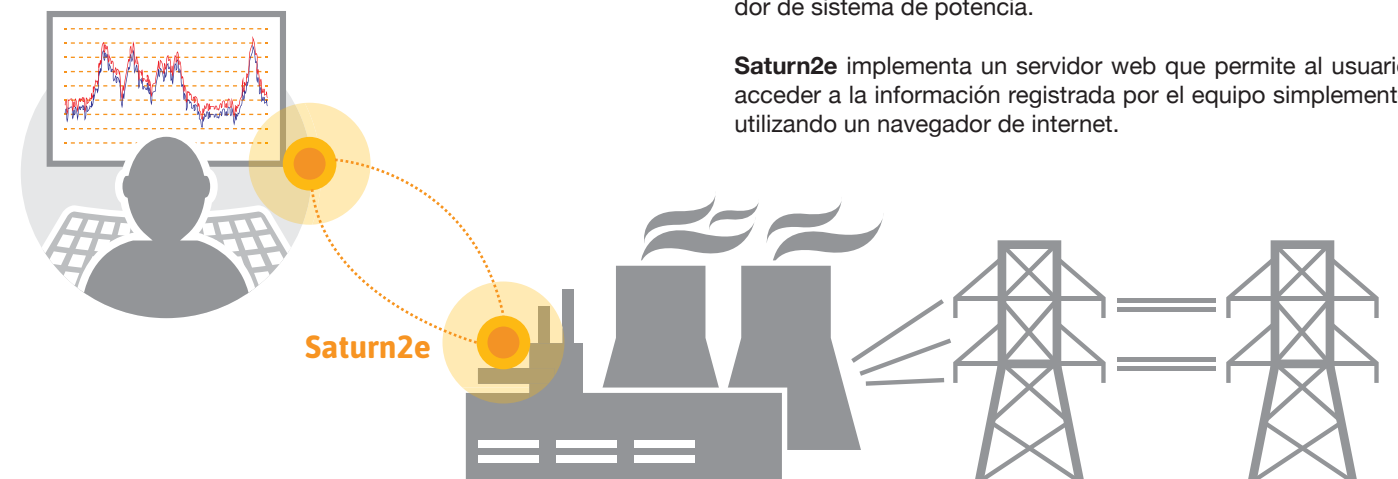 dor de sistema de potencia.
Saturn2e implementa un servidor web que permite al usuari
acceder a la información registrada por el equipo simplement
utilizando un navegador de internet.
Saturn2e